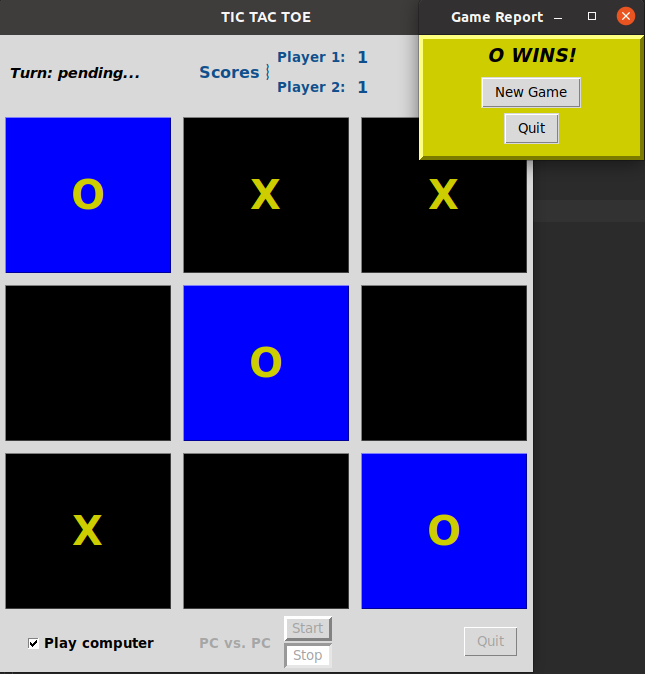 TIC TAC TOE
Game Report
Turn: pending...
Scores
Player 1: 1
Player 2: 1
O WINS!
New Game
Quit
O X X
O
X O
Play computer
PC vs. PC
Start
Stop
Quit